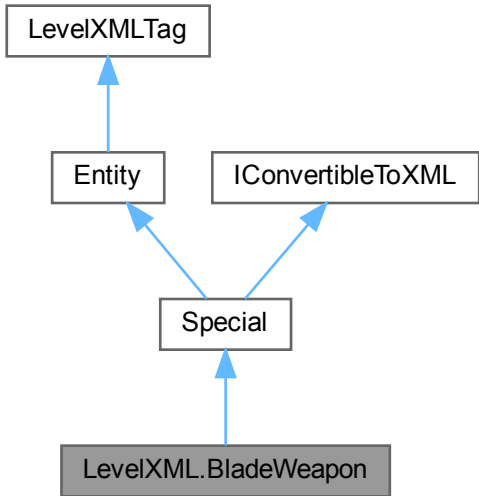 LevelXMLTag
Entity
IConvertibleToXML
Special
LevelXML.BladeWeapon